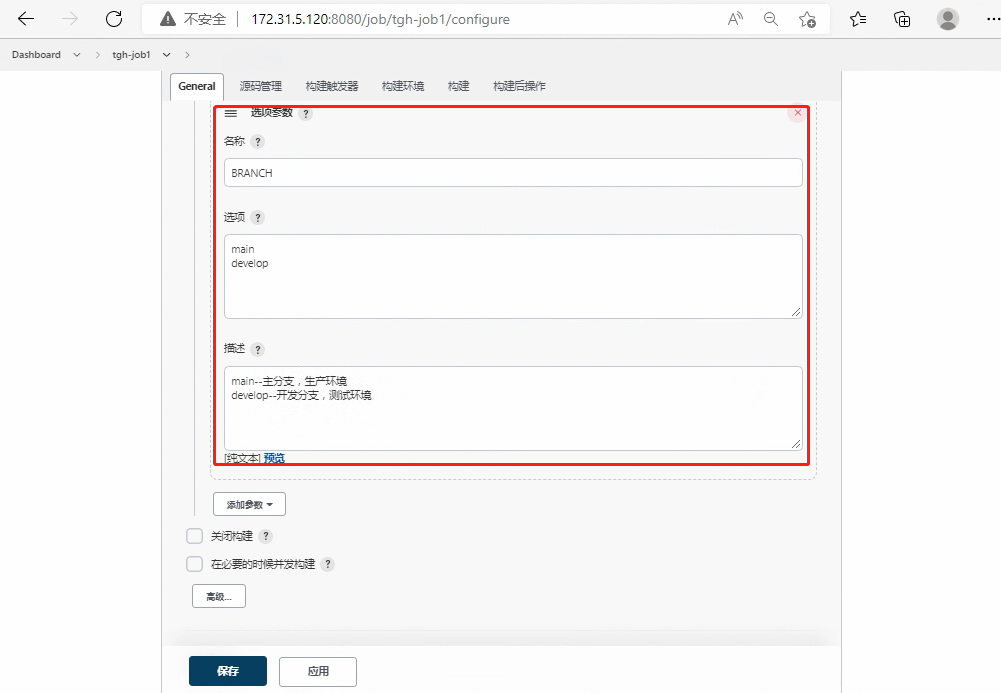 不安全 172.31.5.120:8080/job/tgh-job1/configure
Dashboard tgh-job1
General 源码管理 构建触发器 构建环境 构建 构建后操作
选项参数 ?
名称 ?
BRANCH
选项 ?
main
develop
描述 ?
main--主分支，生产环境
develop--开发分支，测试环境
[纯文本] 预览
添加参数
关闭构建 ?
在必要的时候并发构建 ?
高级...
保存 应用